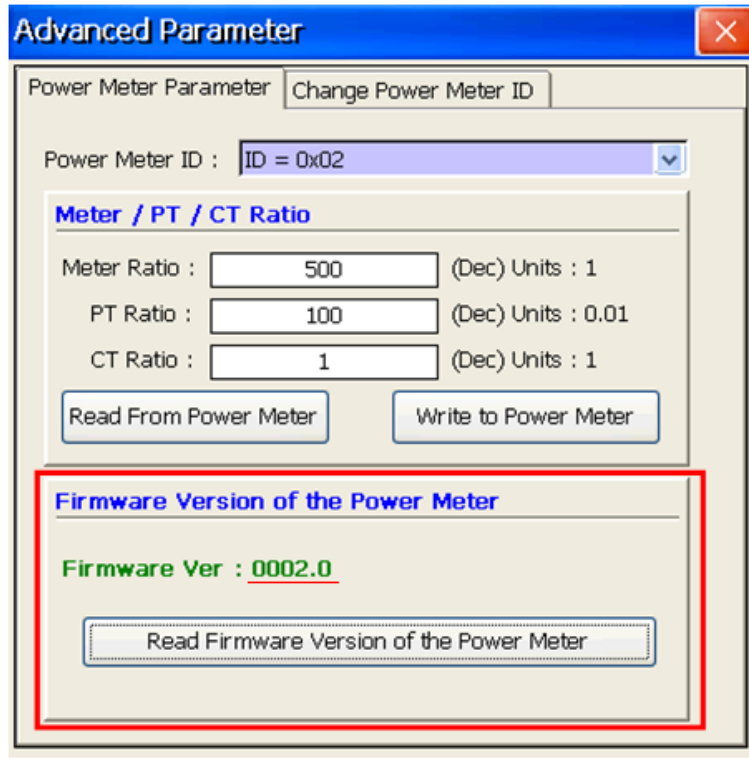 Advanced Parameter
Power Meter Parameter
Change Power Meter ID
Power Meter ID : ID = 0x02
Meter / PT / CT Ratio
Meter Ratio : 500 (Dec) Units : 1
PT Ratio : 100 (Dec) Units : 0.01
CT Ratio : 1 (Dec) Units : 1
Read From Power Meter
Write to Power Meter
Firmware Version of the Power Meter
Firmware Ver : 0002.0
Read Firmware Version of the Power Meter